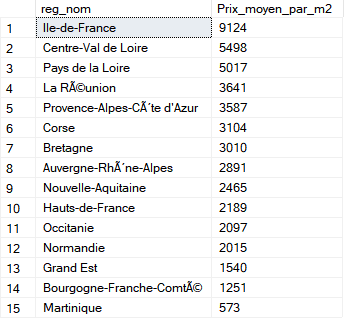 reg_nom Prix_moyen_par_m2
1 Ile-de-France 9124
2 Centre-Val de Loire 5498
3 Pays de la Loire 5017
4 La RÃ©union 3641
5 Provence-Alpes-CÃ´te d'Azur 3587
6 Corse 3104
7 Bretagne 3010
8 Auvergne-RhÃ´ne-Alpes 2891
9 Nouvelle-Aquitaine 2465
10 Hauts-de-France 2189
11 Occitanie 2097
12 Normandie 2015
13 Grand Est 1540
14 Bourgogne-Franche-ComtÃ© 1251
15 Martinique 573